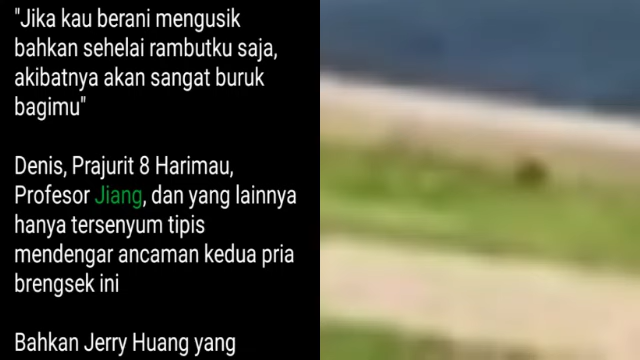 "Jika kau berani mengusik
bahkan sehelai rambutku saja,
akibatnya akan sangat buruk
bagimu"
Denis, Prajurit 8 Harimau,
Profesor Jiang, dan yang lainnya
hanya tersenyum tipis
mendengar ancaman kedua pria
brengsek ini
Bahkan Jerry Huang yang